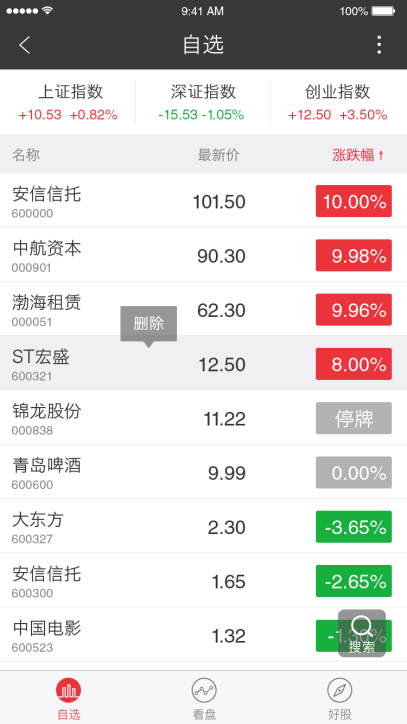 9:41 AM 100%
自选
上证指数 深证指数 创业指数
+10.53 +0.82% -15.53 -1.05% +12.50 +3.50%
名称 最新价 涨跌幅↑
安信信托 101.50 10.00%
600000
中航资本 90.30 9.98%
000901
渤海租赁 62.30 9.96%
000051
删除
ST宏盛 12.50 8.00%
600321
锦龙股份 11.22 停牌
000838
青岛啤酒 9.99 0.00%
600600
大东方 2.30 -3.65%
600327
安信信托 1.65 -2.65%
600300
中国电影 1.32 -1.30%
600523
搜索
自选 看盘 好股